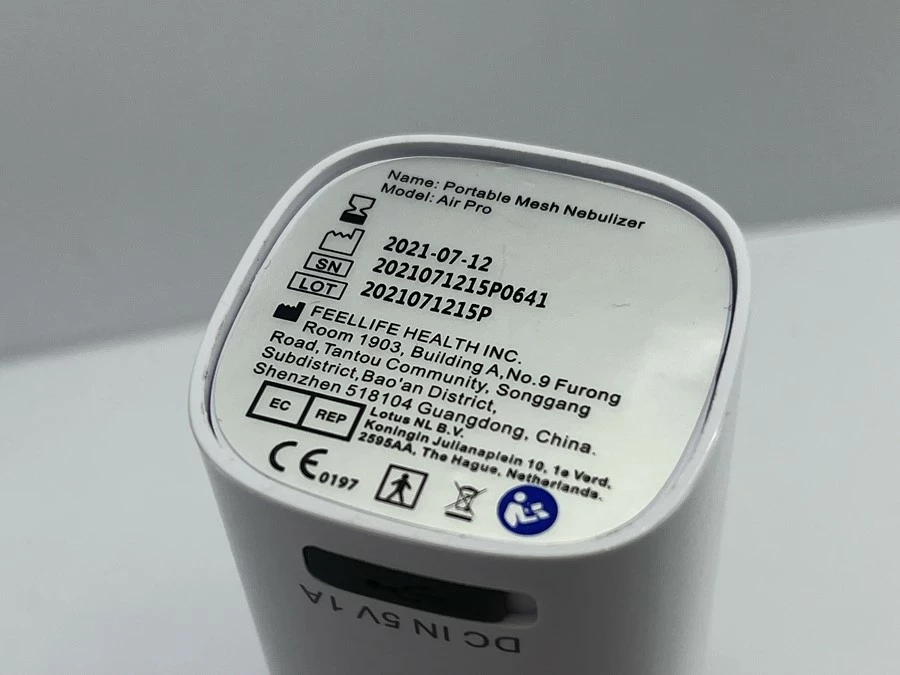 Name: Portable Mesh Nebulizer
Model: Air Pro
2021-07-12
SN 2021071215P0641
LOT 2021071215P
FEELLIFE HEALTH INC.
Room 1903, Building A,No.9 Furong
Road,Tantou Community, Songgang
Subdistrict,Bao'an District,
Shenzhen 518104 Guangdong, China.
EC REP
Lotus NL B.V.
Koningin Julianaplein 10, 1e Verd,
2595AA, The Hague, Netherlands.
CE0197
DC IN 5V 1A